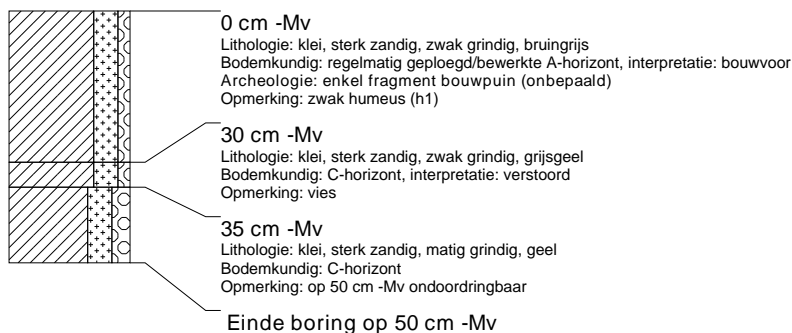 0 cm -Mv
Lithologie: klei, sterk zandig, zwak grindig, bruingrijs
Bodemkundig: regelmatig geploegd/bewerkte A-horizont, interpretatie: bouwvoor
Archeologie: enkel fragment bouwpuin (onbepaald)
Opmerking: zwak humeus (h1)
30 cm -Mv
Lithologie: klei, sterk zandig, zwak grindig, grijsgeel
Bodemkundig: C-horizont, interpretatie: verstoord
Opmerking: vies
35 cm -Mv
Lithologie: klei, sterk zandig, matig grindig, geel
Bodemkundig: C-horizont
Opmerking: op 50 cm -Mv ondoordringbaar
Einde boring op 50 cm -Mv